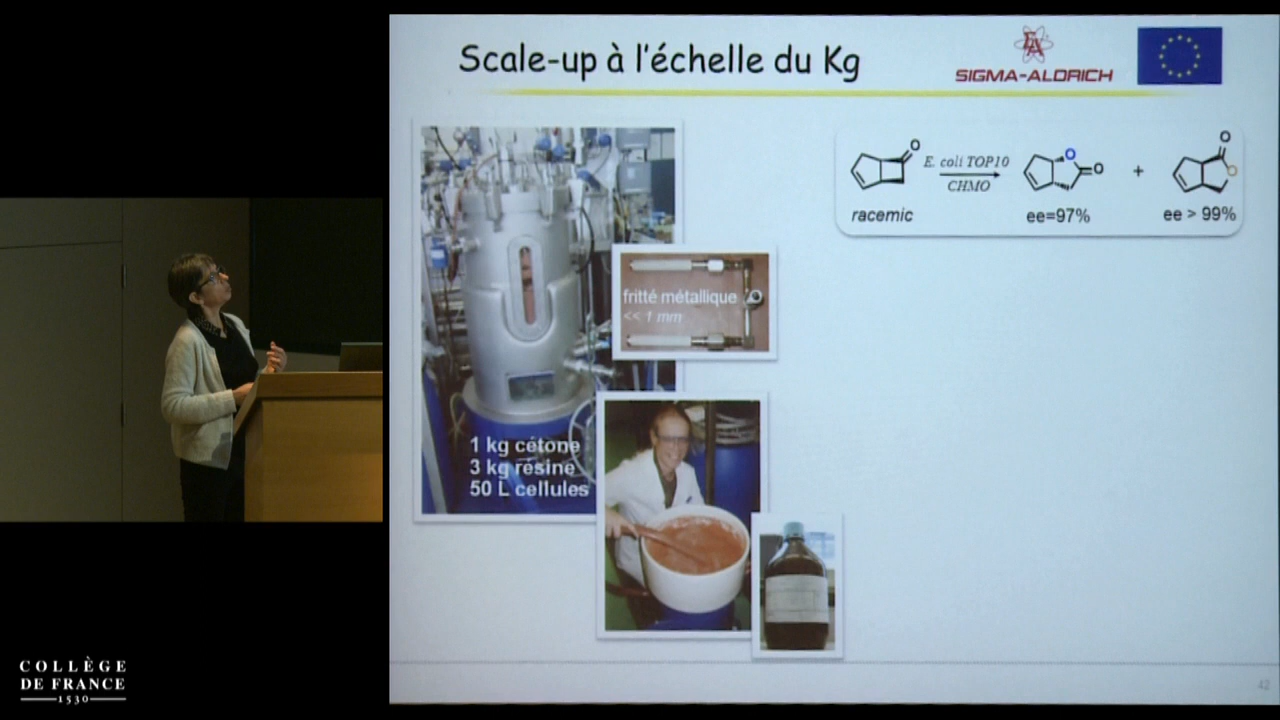 Scale-up à l'échelle du Kg
SIGMA-ALDRICH
E. coli TOP10
CHMO
O
O
O
O
O
+
racemic
ee=97%
ee > 99%
fritté métallique
<< 1 mm
1 kg cétone
3 kg résine
50 L cellules
42
COLLÈGE
DE FRANCE
1530